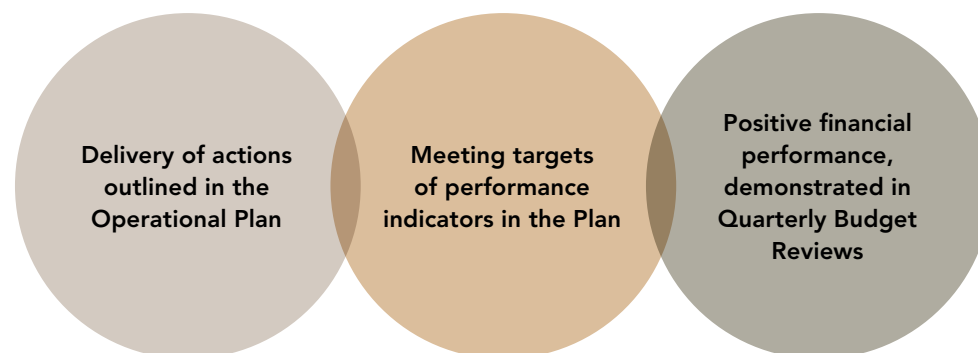 Delivery of actions
outlined in the
Operational Plan
Meeting targets
of performance
indicators in the Plan
Positive financial
performance,
demonstrated in
Quarterly Budget
Reviews